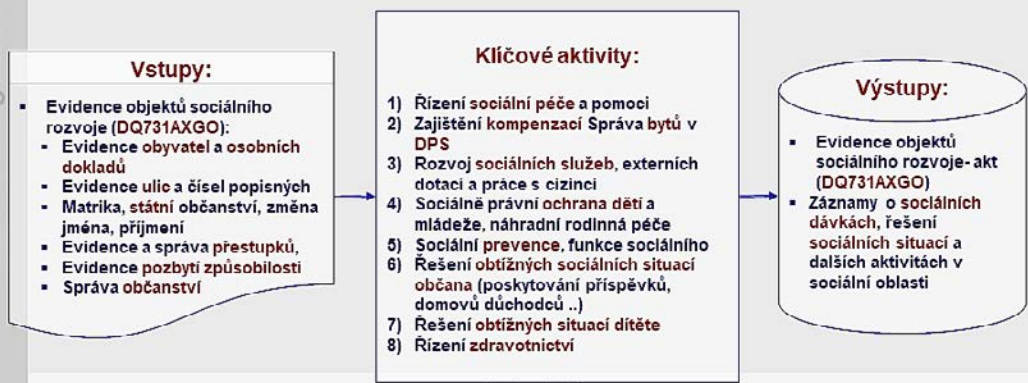 Vstupy:
▪ Evidence objektů sociálního
rozvoje (DQ731AXGO):
▪ Evidence obyvatel a osobních
dokladů
▪ Evidence ulic a čísel popisných
▪ Matrika, státní občanství, změna
jména, příjmení
▪ Evidence a správa přestupků,
▪ Evidence pozbytí způsobilosti
▪ Správa občanství
Klíčové aktivity:
1) Řízení sociální péče a pomoci
2) Zajištění kompenzací Správa bytů v
DPS
3) Rozvoj sociálních služeb, externích
dotací a práce s cizinci
4) Sociálně právní ochrana dětí a
mládeže, náhradní rodinná péče
5) Sociální prevence, funkce sociálního
6) Řešení obtížných sociálních situací
občana (poskytování příspěvků,
domovů důchodců ..)
7) Řešení obtížných situací dítěte
8) Řízení zdravotnictví
Výstupy:
▪ Evidence objektů
sociálního rozvoje- akt
(DQ731AXGO)
▪ Záznamy o sociálních
dávkách, řešení
sociálních situací a
dalších aktivitách v
sociální oblasti